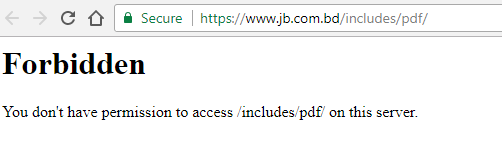 Secure https://www.jb.com.bd/includes/pdf/
Forbidden
You don't have permission to access /includes/pdf/ on this server.